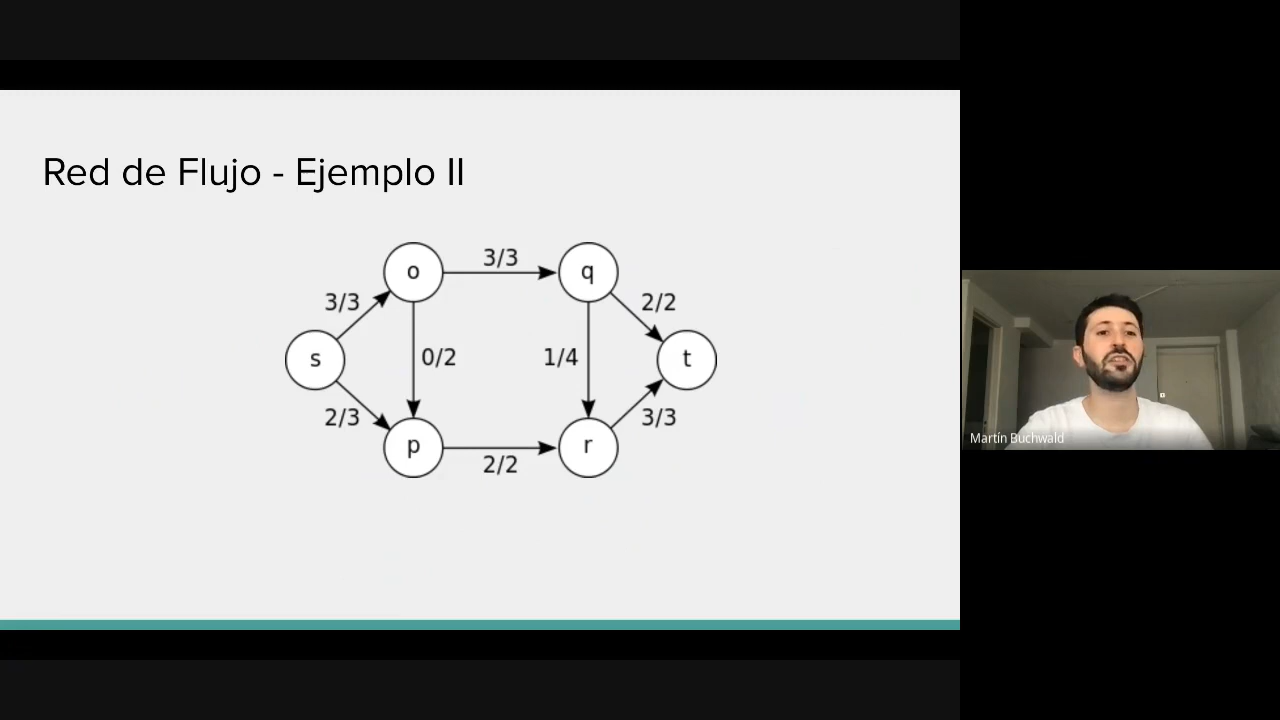 Red de Flujo - Ejemplo II
o
3/3
q
3/3
2/2
s
0/2
1/4
t
2/3
3/3
p
2/2
r
Martín Buchwald